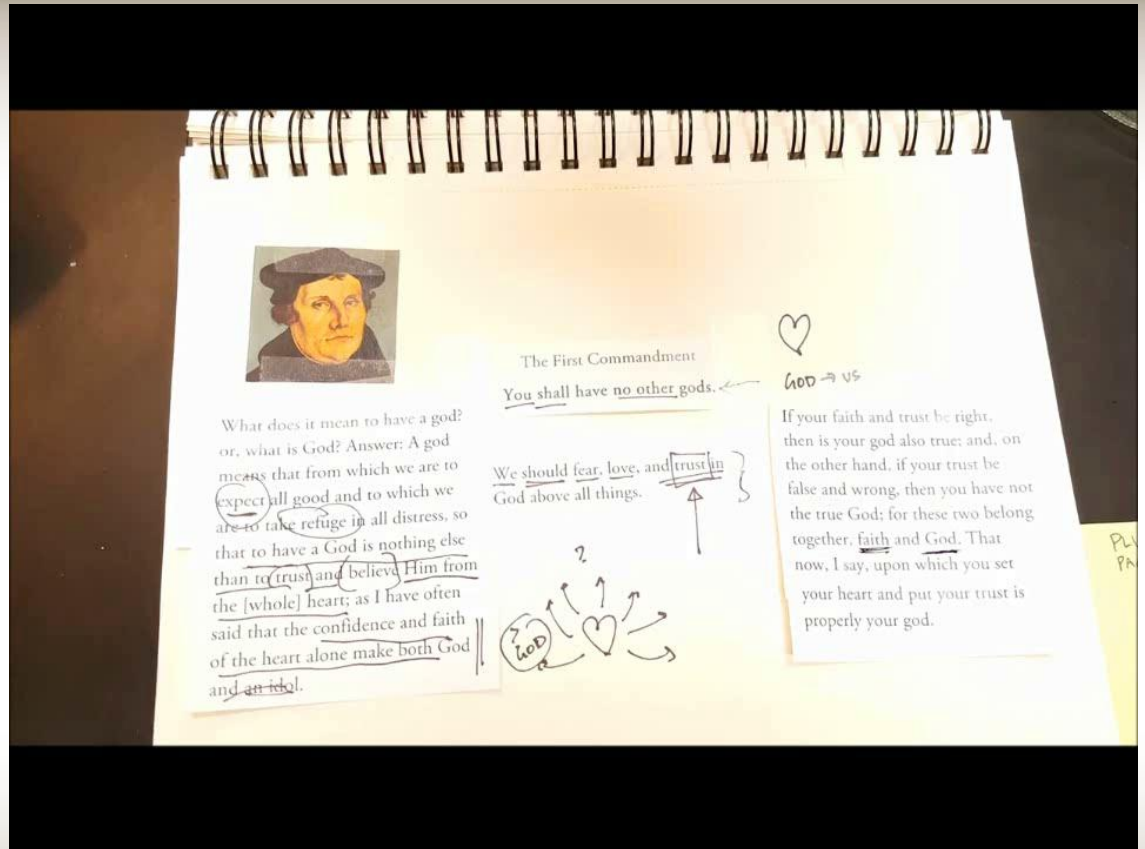 What does it mean to have a god?
or, what is God? Answer: A god
means that from which we are to
expect all good and to which we
are to take refuge in all distress, so
that to have a God is nothing else
than to trust and believe Him from
the [whole] heart; as I have often
said that the confidence and faith
of the heart alone make both God
and an idol.
The First Commandment
You shall have no other gods.
We should fear, love, and trust in
God above all things.
?
?
GOD
GOD → US
If your faith and trust be right,
then is your god also true; and, on
the other hand, if your trust be
false and wrong, then you have not
the true God; for these two belong
together, faith and God. That
now, I say, upon which you set
your heart and put your trust is
properly your god.